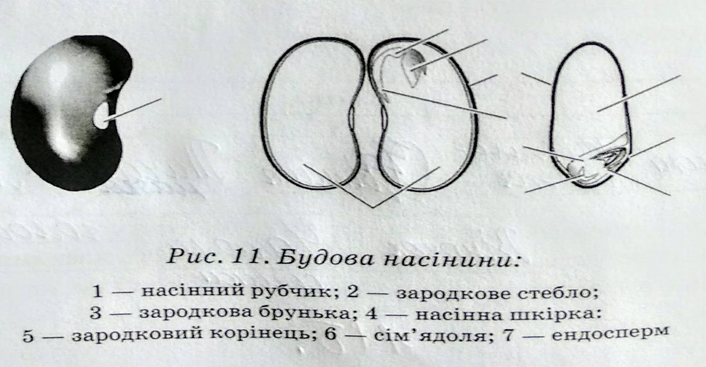 Рис. 11. Будова насінини:
1 — насінний рубчик; 2 — зародкове стебло;
3 — зародкова брунька; 4 — насінна шкірка:
5 — зародковий корінець; 6 — сім’ядоля; 7 — ендосперм